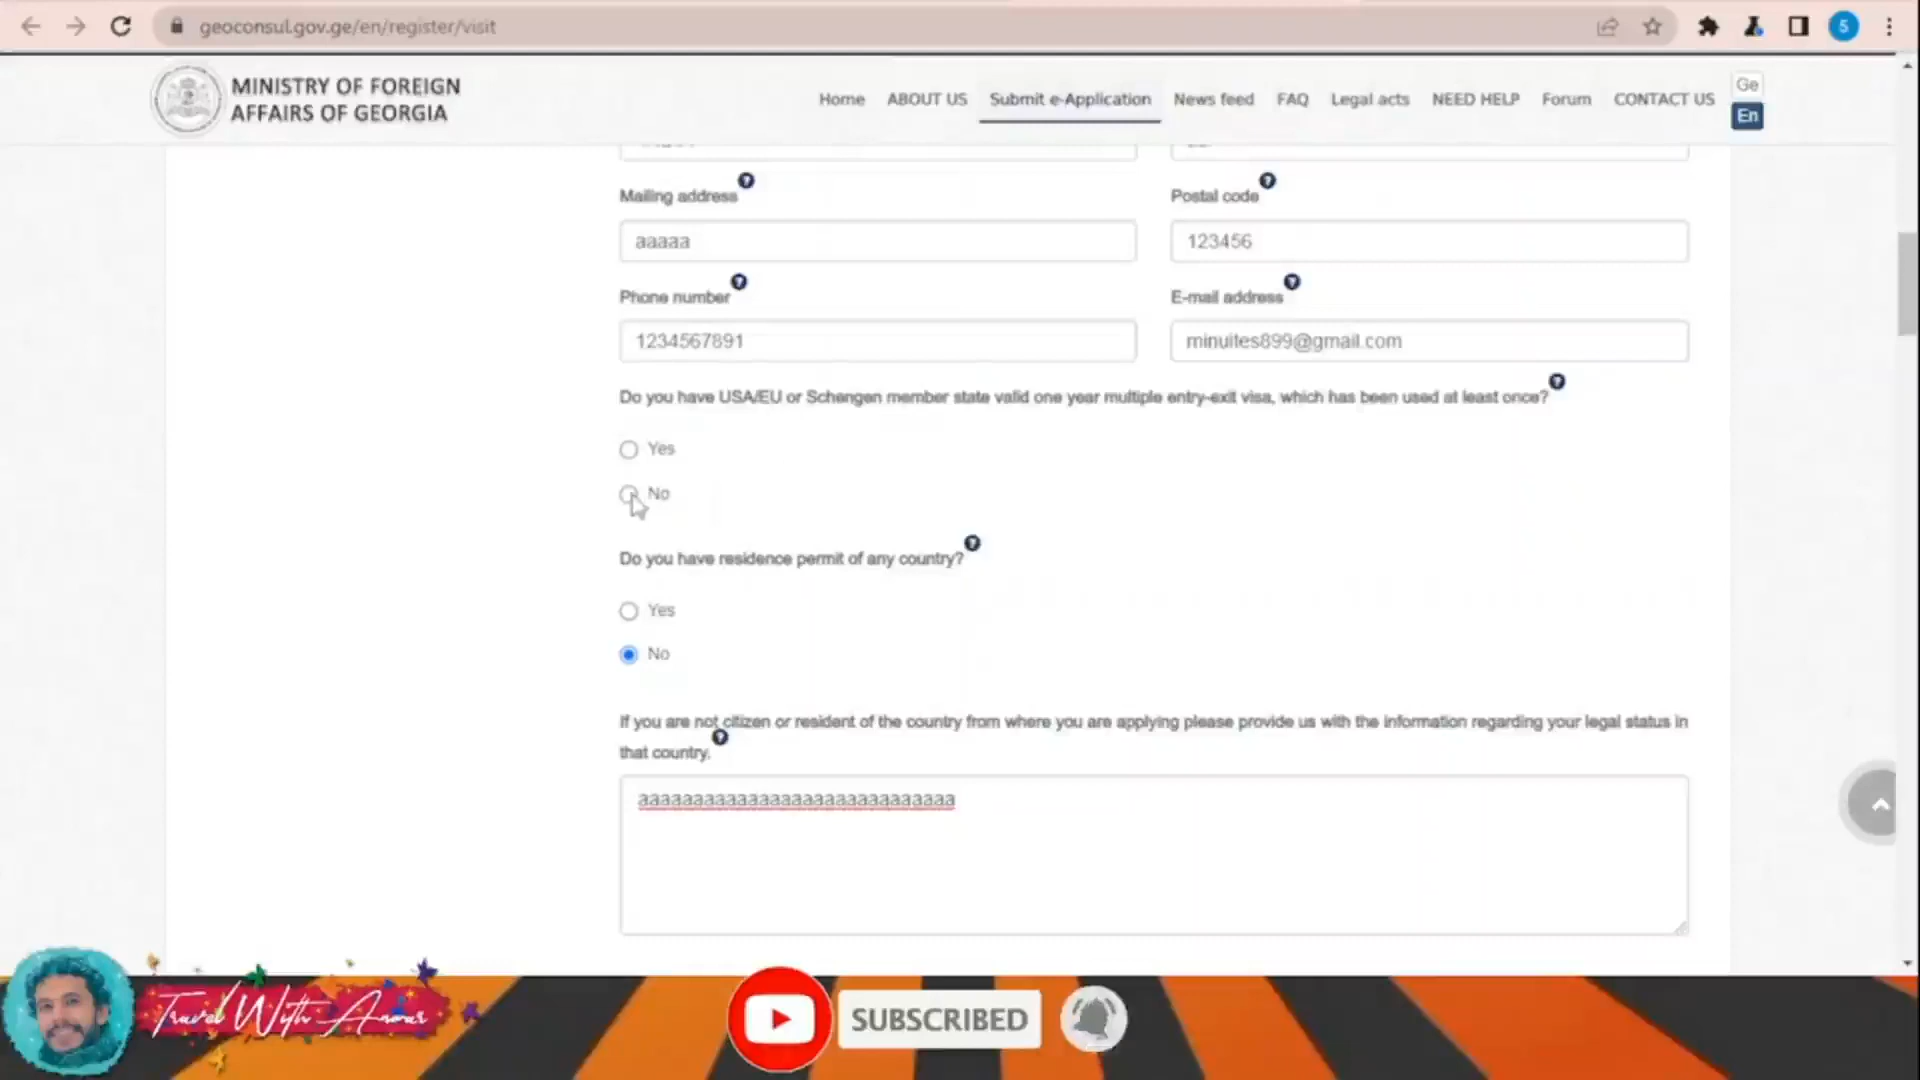 geoconsul.gov.ge/en/register/visit
5
MINISTRY OF FOREIGN
AFFAIRS OF GEORGIA
Home ABOUT US Submit e-Application News feed FAQ Legal acts NEED HELP Forum CONTACT US
Ge
En
Mailing address ?
Postal code ?
aaaaa
123456
Phone number ?
E-mail address ?
1234567891
minuites899@gmail.com
Do you have USA/EU or Schengen member state valid one year multiple entry-exit visa, which has been used at least once? ?
Yes
No
Do you have residence permit of any country? ?
Yes
No
If you are not citizen or resident of the country from where you are applying please provide us with the information regarding your legal status in
that country. ?
aaaaaaaaaaaaaaaaaaaaaaaaaaaaa
Travel With Anwar
SUBSCRIBED